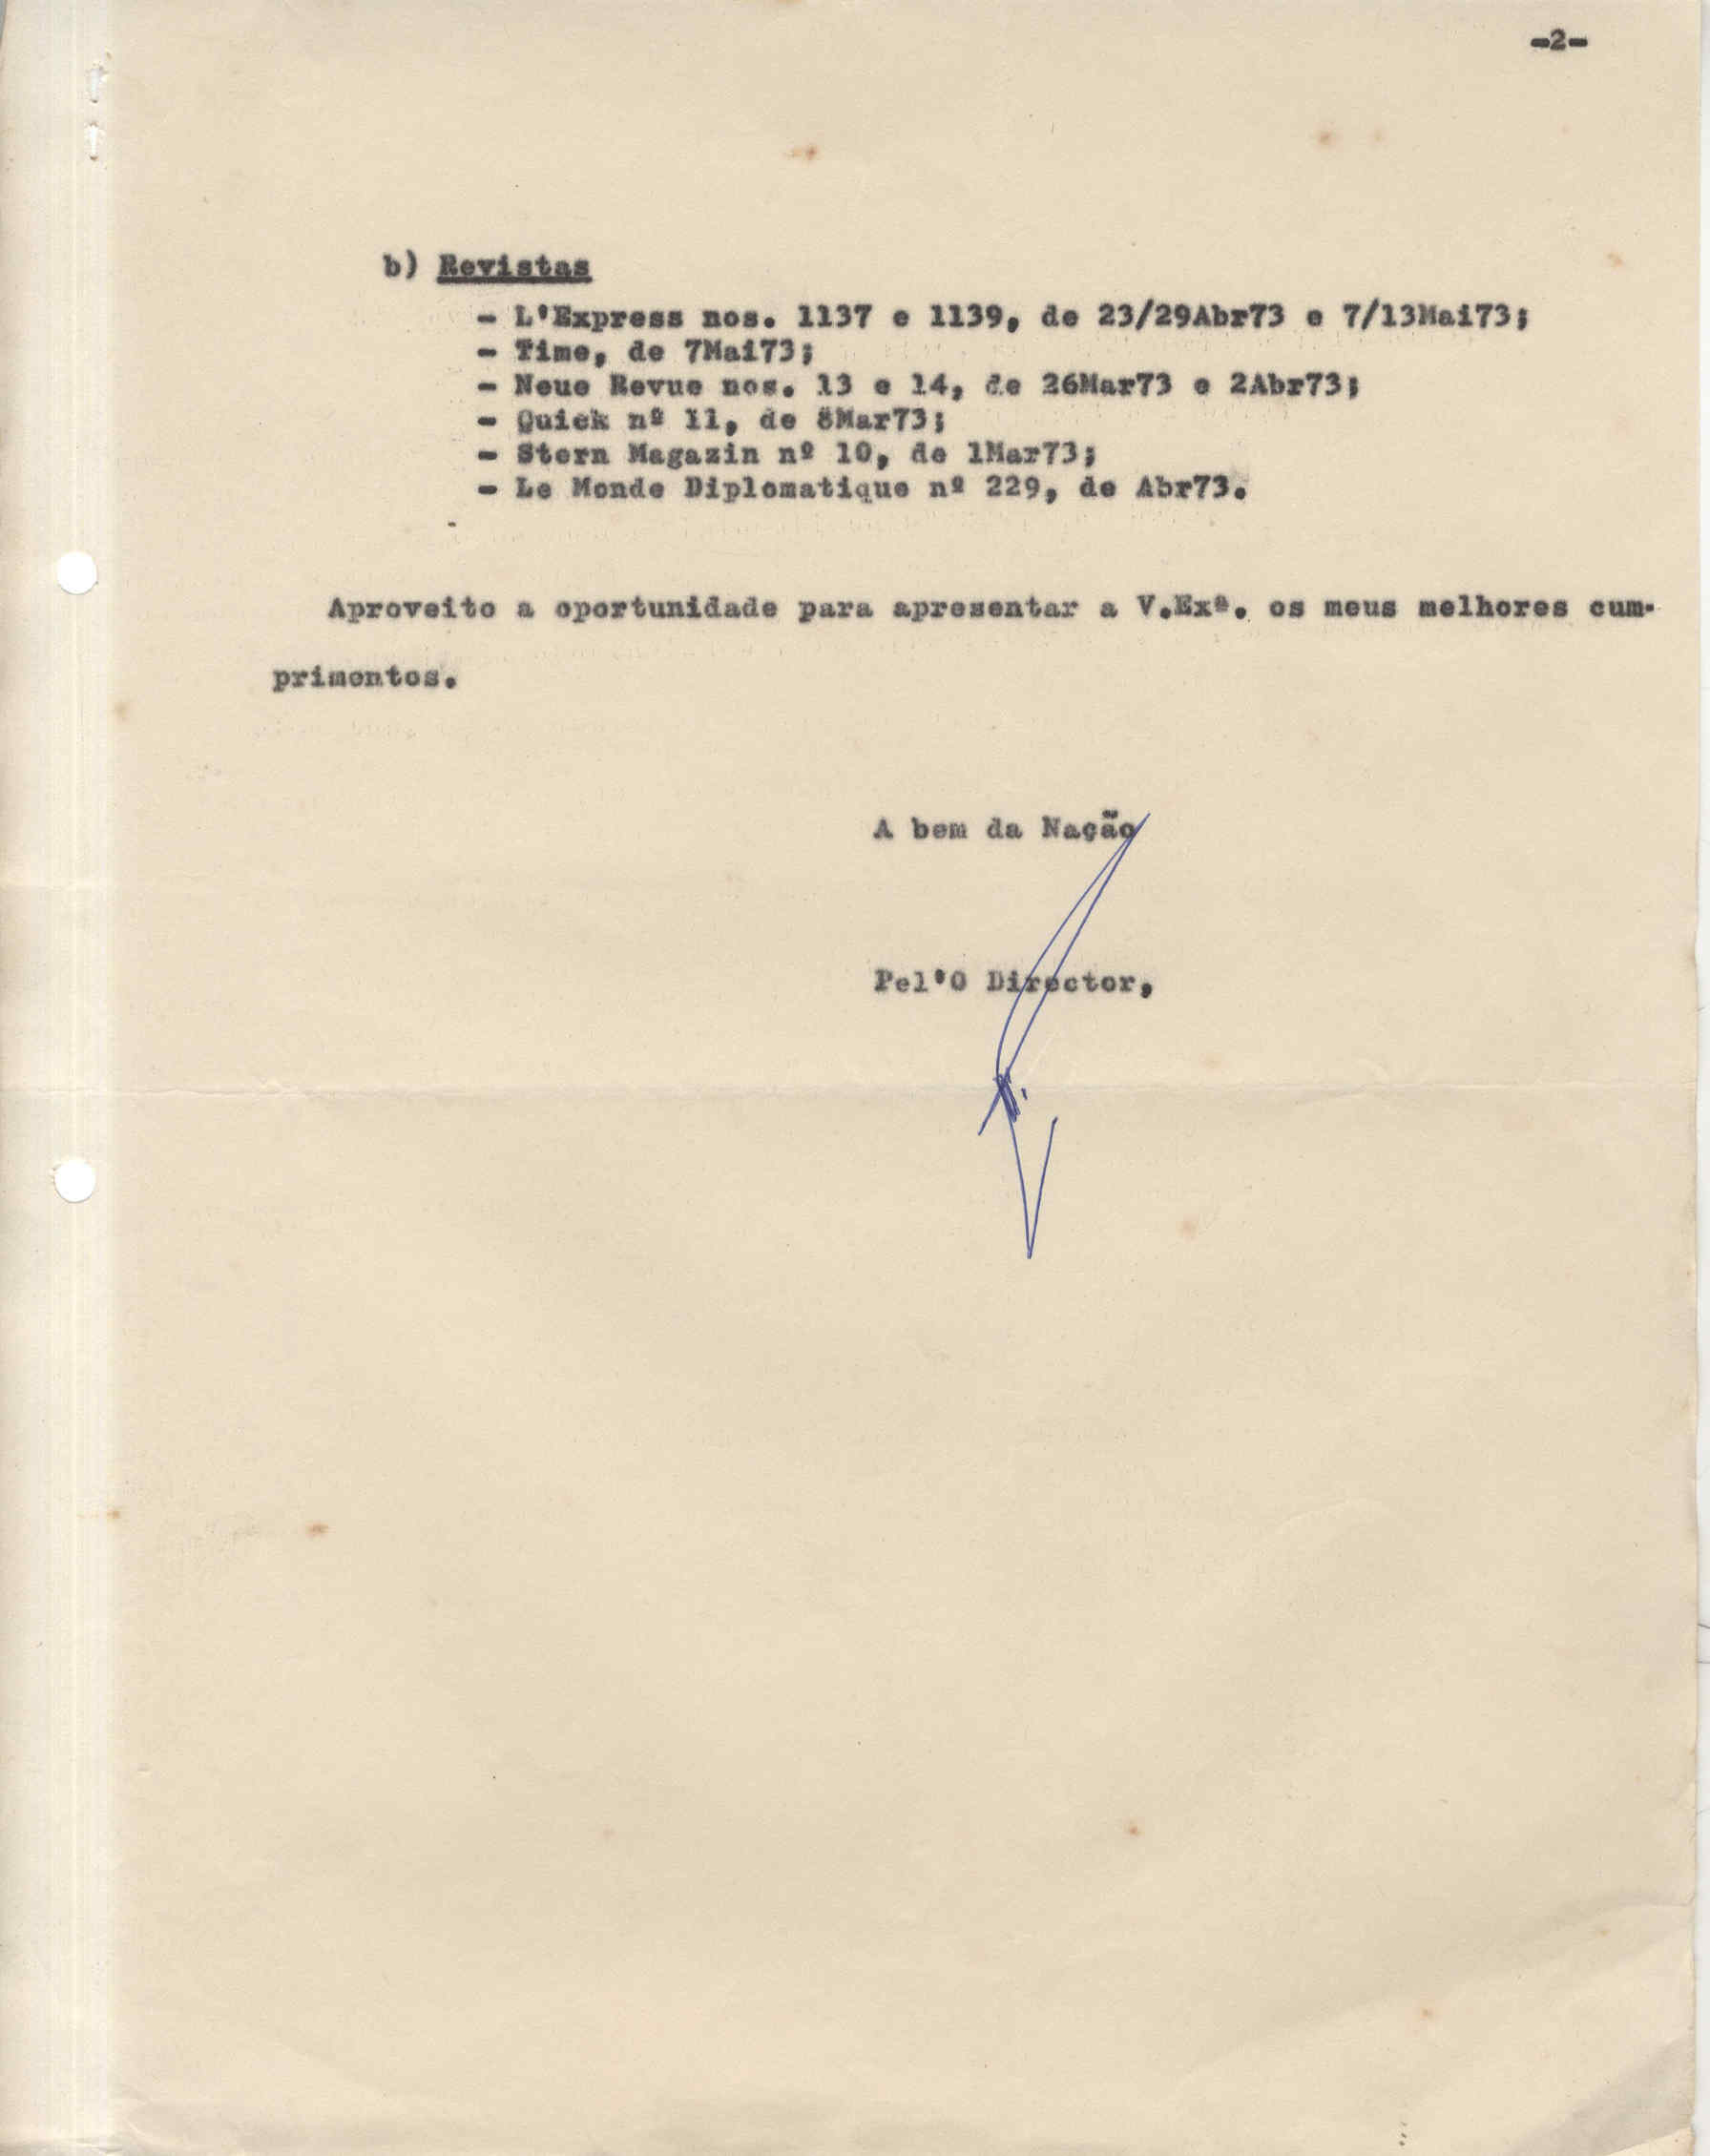 -2-
b) Revistas
- L'Express nos. 1137 e 1139, de 23/29Abr73 e 7/13Mai73;
- Time, de 7Mai73;
- Neue Revue nos. 13 e 14, de 26Mar73 e 2Abr73;
- Quick nº 11, de 8Mar73;
- Stern Magazin nº 10, de 1Mar73;
- Le Monde Diplomatique nº 229, de Abr73.
Aproveito a oportunidade para apresentar a V.Exª. os meus melhores cum-
primentos.
A bem da Nação
Pel'O Director,